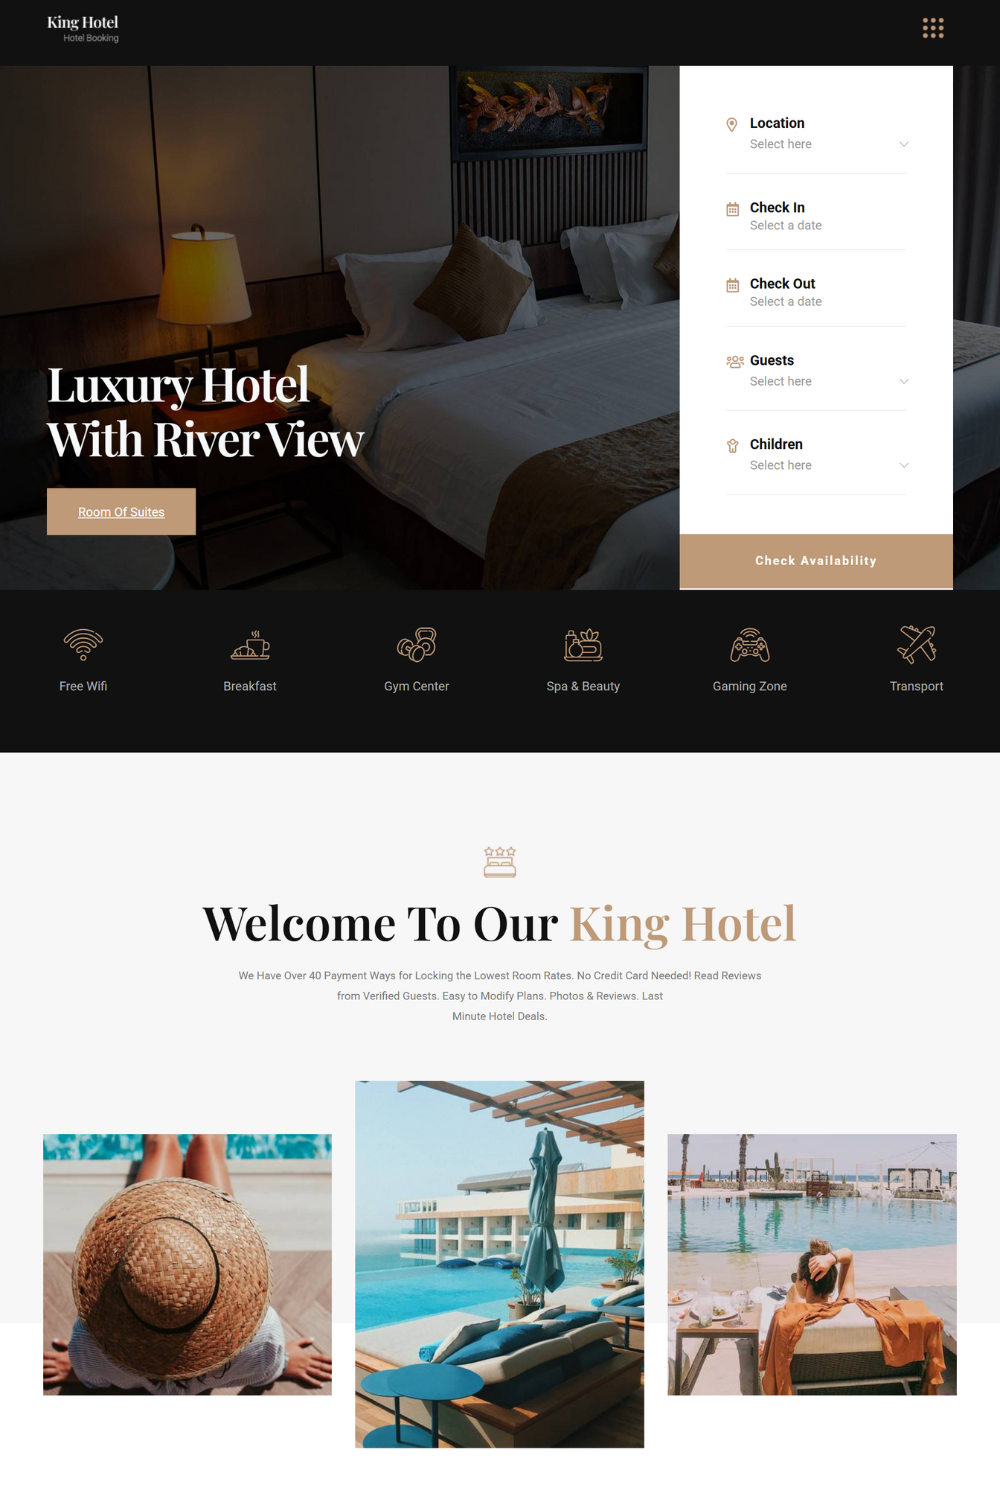 King Hotel
Hotel Booking
Location
Select here
Check In
Select a date
Check Out
Select a date
Guests
Select here
Children
Select here
Check Availability
Luxury Hotel
With River View
Room Of Suites
Free Wifi
Breakfast
Gym Center
Spa & Beauty
Gaming Zone
Transport
Welcome To Our King Hotel
We Have Over 40 Payment Ways for Locking the Lowest Room Rates. No Credit Card Needed! Read Reviews
from Verified Guests. Easy to Modify Plans. Photos & Reviews. Last
Minute Hotel Deals.